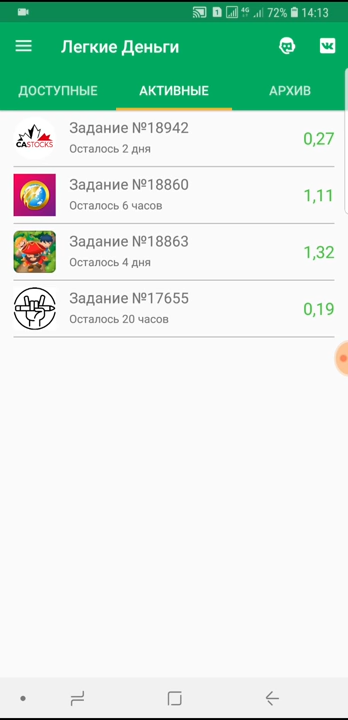 4G 72% 14:13
Легкие Деньги
ДОСТУПНЫЕ АКТИВНЫЕ АРХИВ
Задание №18942
Осталось 2 дня
0,27
CASTOCKS
Задание №18860
Осталось 6 часов
1,11
Задание №18863
Осталось 4 дня
1,32
Задание №17655
Осталось 20 часов
0,19